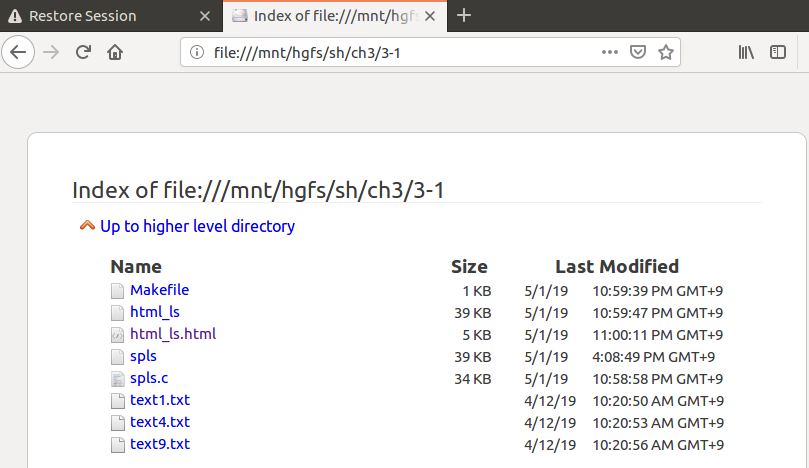 Restore Session
Index of file:///mnt/hgfs
file:///mnt/hgfs/sh/ch3/3-1
Index of file:///mnt/hgfs/sh/ch3/3-1
Up to higher level directory
Name Size Last Modified
Makefile 1 KB 5/1/19 10:59:39 PM GMT+9
html_ls 39 KB 5/1/19 10:59:47 PM GMT+9
html_ls.html 5 KB 5/1/19 11:00:11 PM GMT+9
spls 39 KB 5/1/19 4:08:49 PM GMT+9
spls.c 34 KB 5/1/19 10:58:58 PM GMT+9
text1.txt 4/12/19 10:20:50 AM GMT+9
text4.txt 4/12/19 10:20:53 AM GMT+9
text9.txt 4/12/19 10:20:56 AM GMT+9